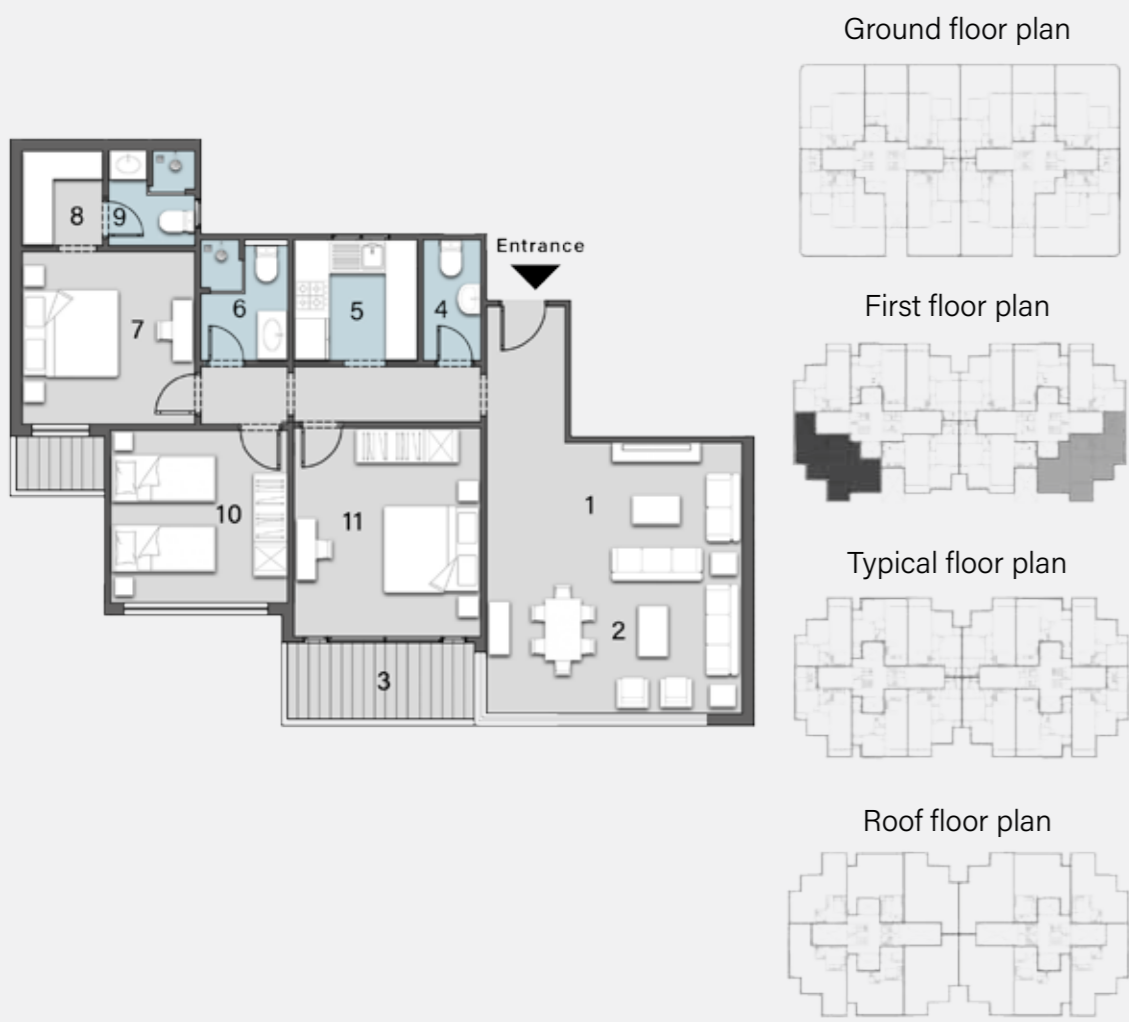 Ground floor plan
Entrance
First floor plan
8
9
7
6
5
4
10
11
1
2
3
Typical floor plan
Roof floor plan